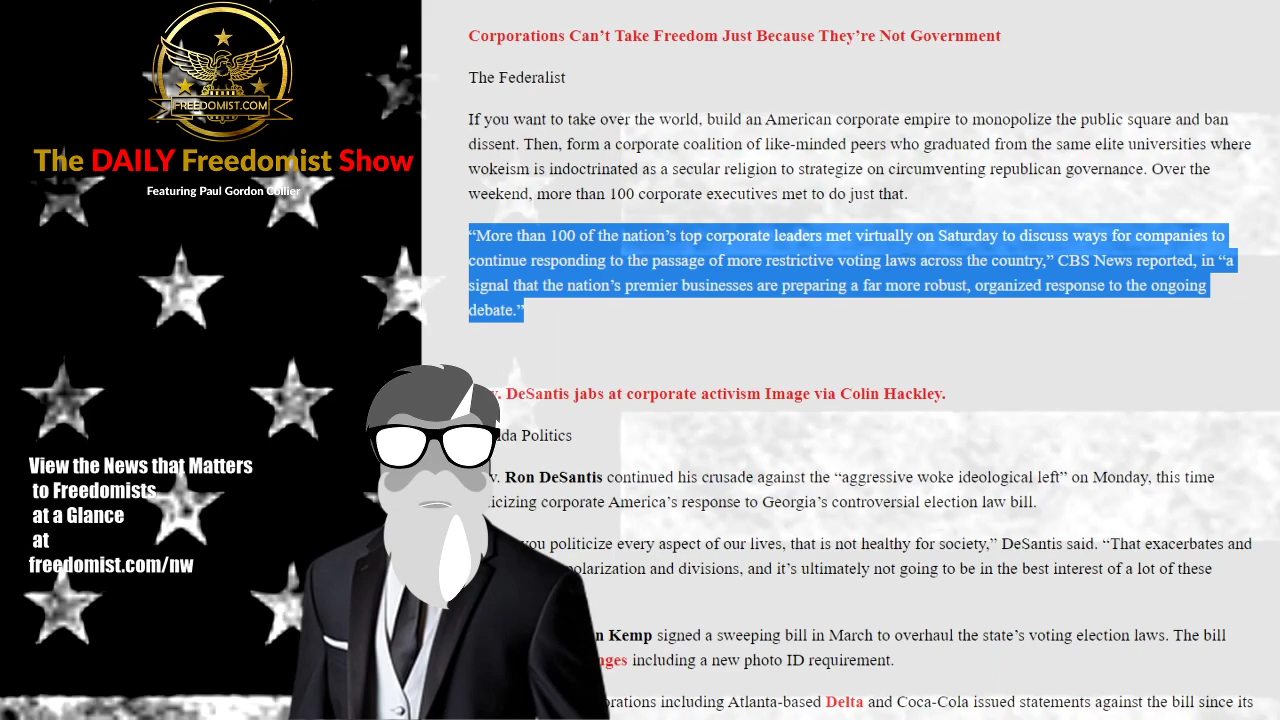 FREEDOMIST.COM
The DAILY Freedomist Show
Featuring Paul Gordon Collier
View the News that Matters
to Freedomists
at a Glance
at
freedomist.com/nw
Corporations Can’t Take Freedom Just Because They’re Not Government
The Federalist
If you want to take over the world, build an American corporate empire to monopolize the public square and ban
dissent. Then, form a corporate coalition of like-minded peers who graduated from the same elite universities where
wokeism is indoctrinated as a secular religion to strategize on circumventing republican governance. Over the
weekend, more than 100 corporate executives met to do just that.
“More than 100 of the nation’s top corporate leaders met virtually on Saturday to discuss ways for companies to
continue responding to the passage of more restrictive voting laws across the country,” CBS News reported, in “a
signal that the nation’s premier businesses are preparing a far more robust, organized response to the ongoing
debate.”
DeSantis jabs at corporate activism Image via Colin Hackley.
Politics
Ron DeSantis continued his crusade against the “aggressive woke ideological left” on Monday, this time
corporate America’s response to Georgia’s controversial election law bill.
you politicize every aspect of our lives, that is not healthy for society,” DeSantis said. “That exacerbates and
polarization and divisions, and it’s ultimately not going to be in the best interest of a lot of these
Kemp signed a sweeping bill in March to overhaul the state’s voting election laws. The bill
including a new photo ID requirement.
including Atlanta-based Delta and Coca-Cola issued statements against the bill since its